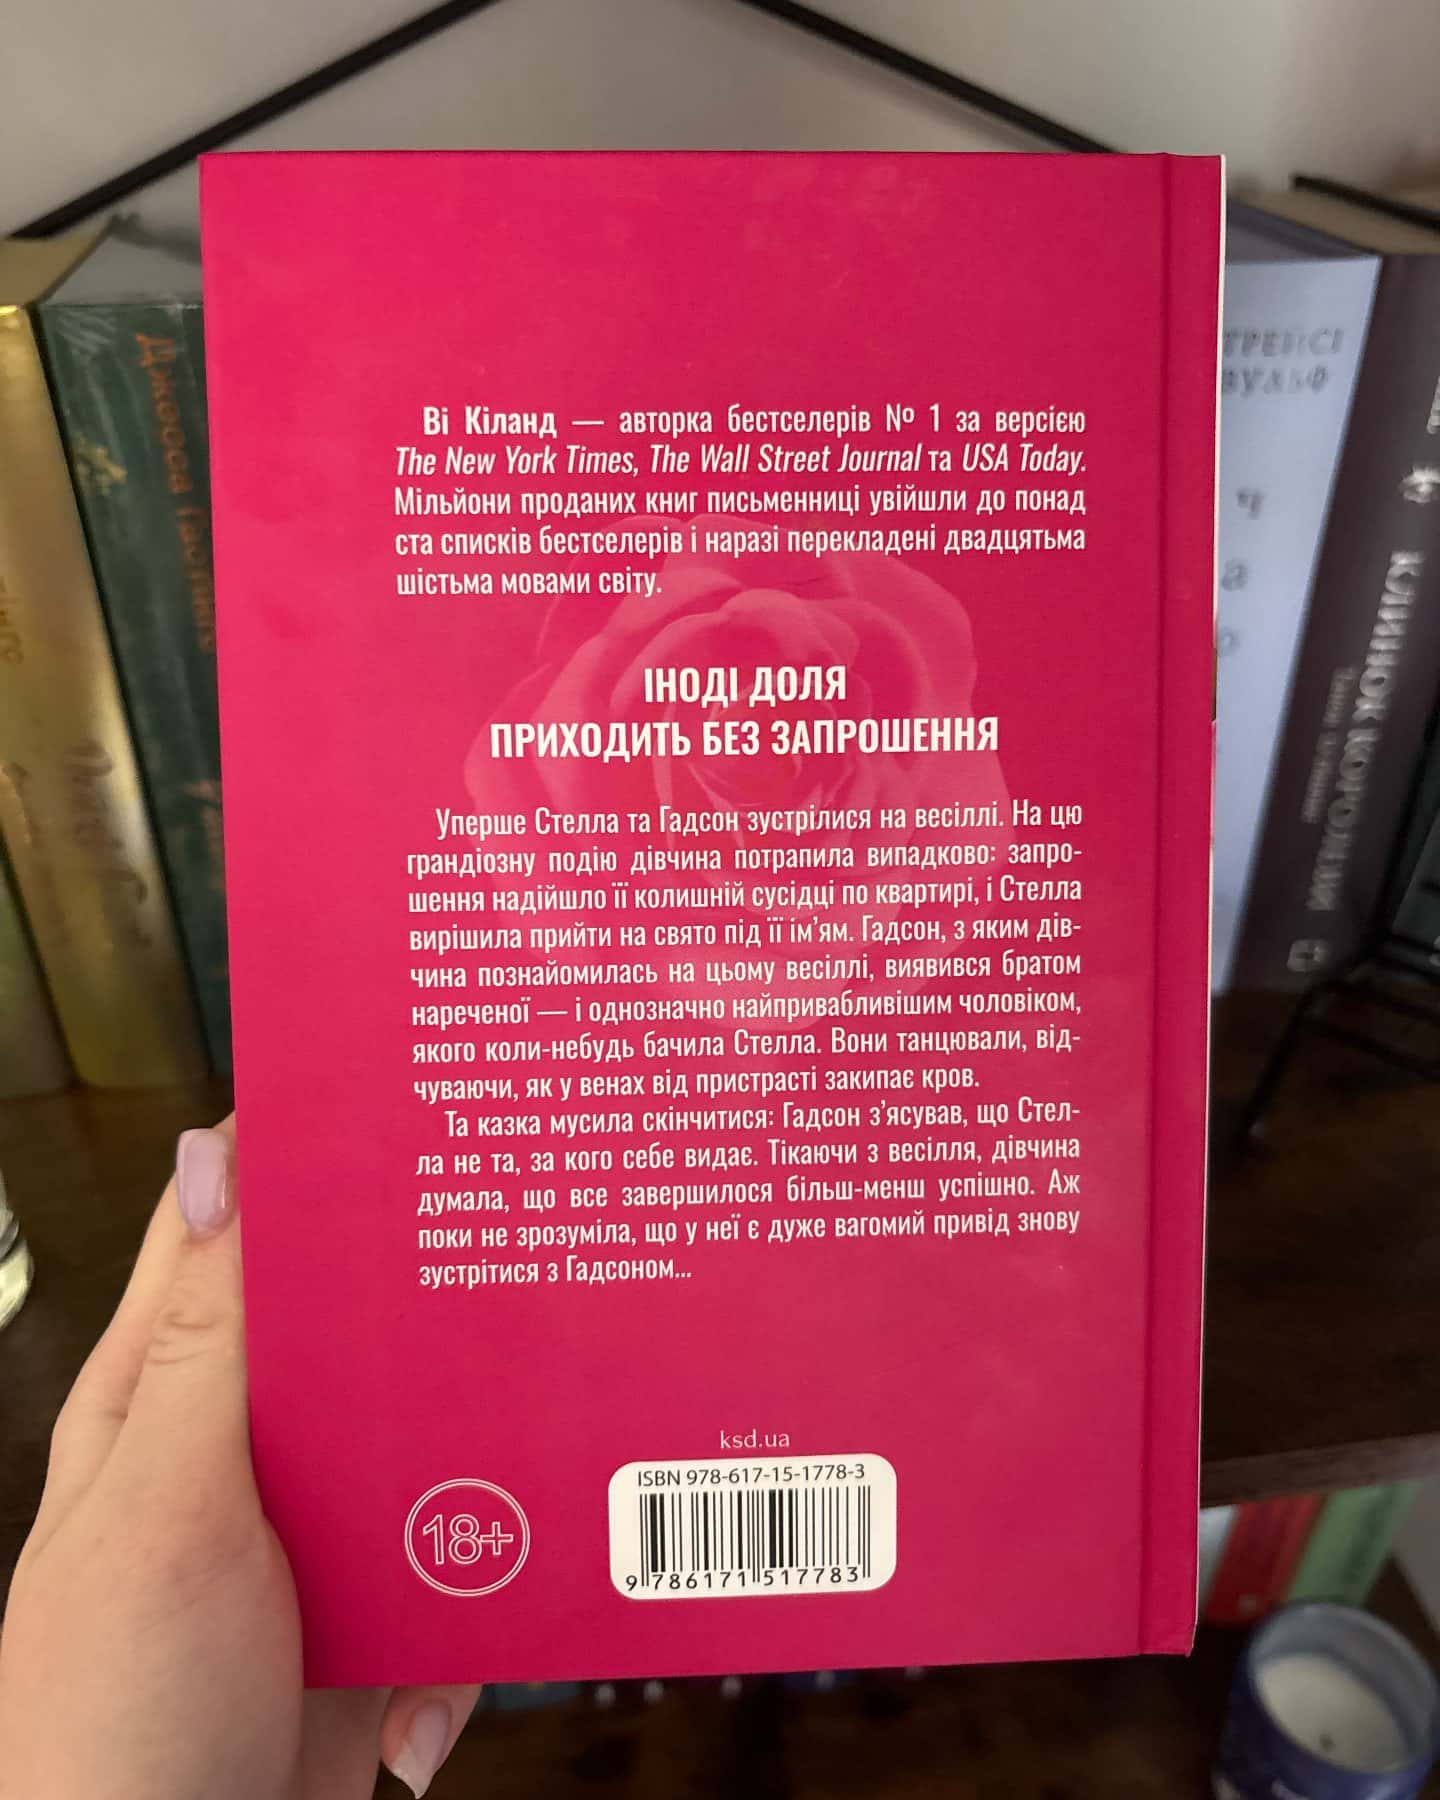 Ві Кіланд — авторка бестселерів № 1 за версією
The New York Times, The Wall Street Journal та USA Today.
Мільйони проданих книг письменниці увійшли до понад
ста списків бестселерів і наразі перекладені двадцятьма
шістьма мовами світу.
ІНОДІ ДОЛЯ
ПРИХОДИТЬ БЕЗ ЗАПРОШЕННЯ
Уперше Стелла та Гадсон зустрілися на весіллі. На цю
грандіозну подію дівчина потрапила випадково: запро-
шення надійшло її колишній сусідці по квартирі, і Стелла
вирішила прийти на свято під її ім’ям. Гадсон, з яким дів-
чина познайомилась на цьому весіллі, виявився братом
нареченої — і однозначно найпривабливішим чоловіком,
якого коли-небудь бачила Стелла. Вони танцювали, від-
чуваючи, як у венах від пристрасті закипає кров.
Та казка мусила скінчитися: Гадсон з’ясував, що Стел-
ла не та, за кого себе видає. Тікаючи з весілля, дівчина
думала, що все завершилося більш-менш успішно. Аж
поки не зрозуміла, що у неї є дуже вагомий привід знову
зустрітися з Гадсоном...
ksd.ua
ISBN 978-617-15-1778-3
9 786171 517783
18+
Джесса Гастінгс
ТРЕЙСІ
ВУЛЬФ